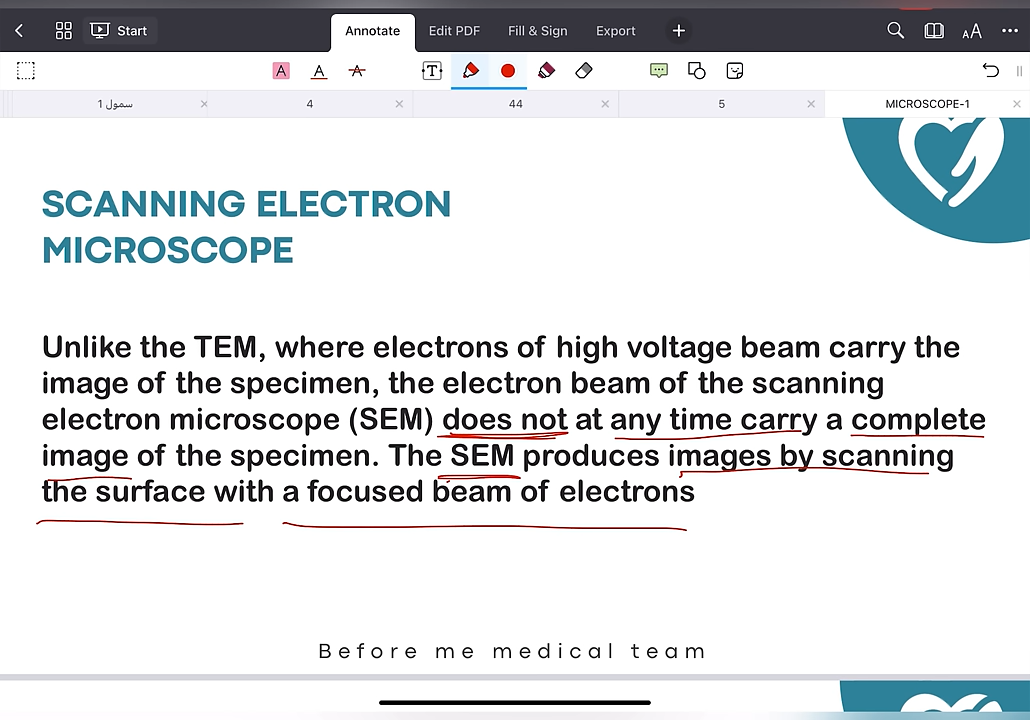 Start
Annotate
Edit PDF
Fill & Sign
Export
سمول 1
4
44
5
MICROSCOPE-1
SCANNING ELECTRON
MICROSCOPE
Unlike the TEM, where electrons of high voltage beam carry the
image of the specimen, the electron beam of the scanning
electron microscope (SEM) does not at any time carry a complete
image of the specimen. The SEM produces images by scanning
the surface with a focused beam of electrons
Before me medical team